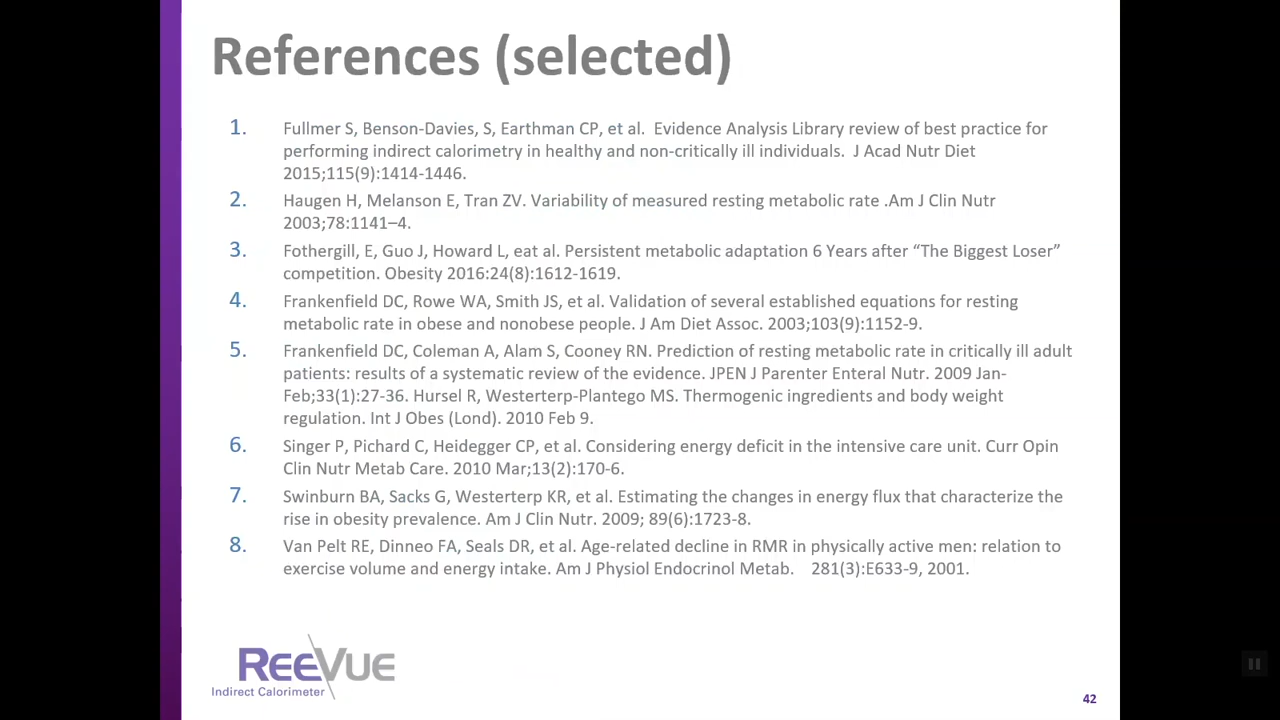 References (selected)
1. Fullmer S, Benson-Davies, S, Earthman CP, et al. Evidence Analysis Library review of best practice for
performing indirect calorimetry in healthy and non-critically ill individuals. J Acad Nutr Diet
2015;115(9):1414-1446.
2. Haugen H, Melanson E, Tran ZV. Variability of measured resting metabolic rate .Am J Clin Nutr
2003;78:1141–4.
3. Fothergill, E, Guo J, Howard L, eat al. Persistent metabolic adaptation 6 Years after “The Biggest Loser”
competition. Obesity 2016:24(8):1612-1619.
4. Frankenfield DC, Rowe WA, Smith JS, et al. Validation of several established equations for resting
metabolic rate in obese and nonobese people. J Am Diet Assoc. 2003;103(9):1152-9.
5. Frankenfield DC, Coleman A, Alam S, Cooney RN. Prediction of resting metabolic rate in critically ill adult
patients: results of a systematic review of the evidence. JPEN J Parenter Enteral Nutr. 2009 Jan-
Feb;33(1):27-36. Hursel R, Westerterp-Plantego MS. Thermogenic ingredients and body weight
regulation. Int J Obes (Lond). 2010 Feb 9.
6. Singer P, Pichard C, Heidegger CP, et al. Considering energy deficit in the intensive care unit. Curr Opin
Clin Nutr Metab Care. 2010 Mar;13(2):170-6.
7. Swinburn BA, Sacks G, Westerterp KR, et al. Estimating the changes in energy flux that characterize the
rise in obesity prevalence. Am J Clin Nutr. 2009; 89(6):1723-8.
8. Van Pelt RE, Dinneo FA, Seals DR, et al. Age-related decline in RMR in physically active men: relation to
exercise volume and energy intake. Am J Physiol Endocrinol Metab. 281(3):E633-9, 2001.
REEVUE
Indirect Calorimeter
42